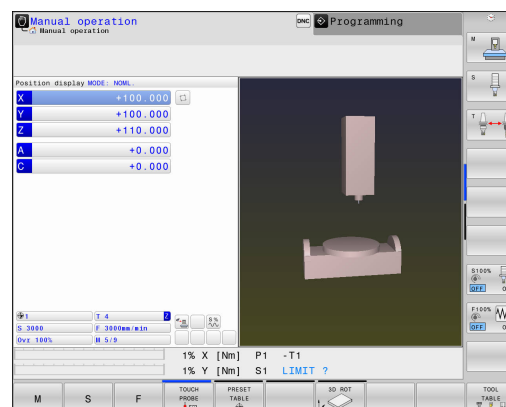 Manual operation
DNC
Programming
Manual operation
M
Position display MODE: NOML.
X +100.000
Y +100.000
Z +110.000
A +0.000
C +0.000
S
T
S100%
OFF
F100%
OFF
1 T 4 Z
S 3000 F 3000mm/min
Ovr 100% M 5/9
S %
1% X [Nm] P1 -T1
1% Y [Nm] S1 LIMIT ?
M
S
F
TOUCH
PROBE
PRESET
TABLE
3D ROT
TOOL
TABLE